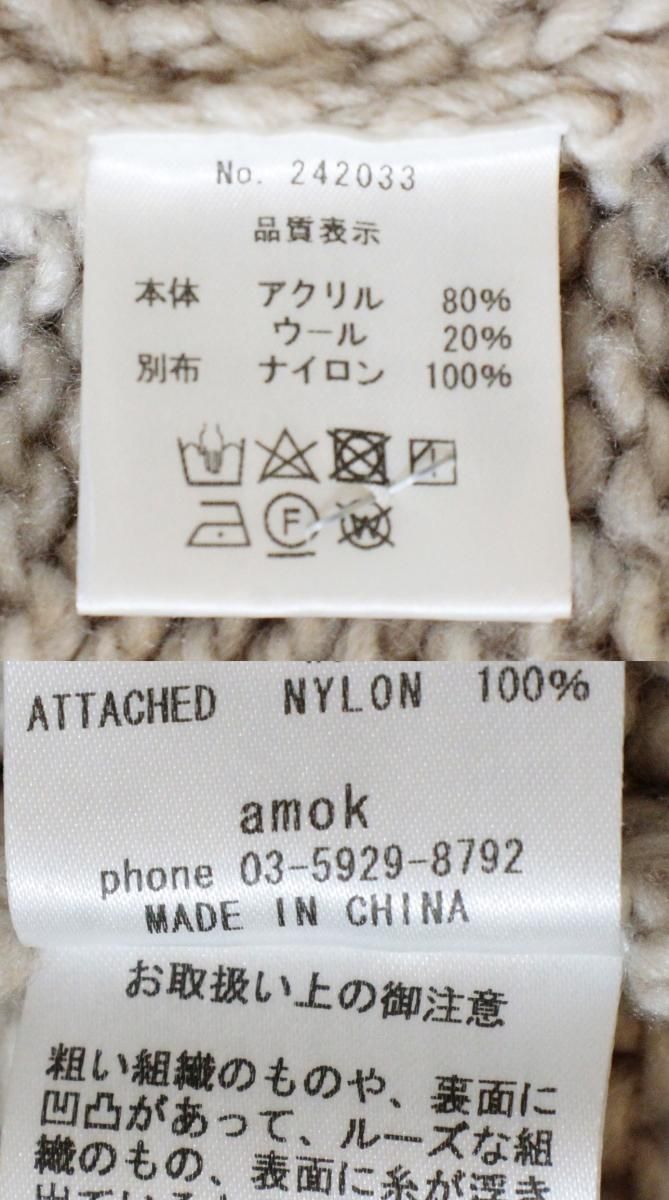 No. 242033
品質表示
本体 アクリル 80%
ウール 20%
別布 ナイロン 100%
F
W
ATTACHED NYLON 100%
amok
phone 03-5929-8792
MADE IN CHINA
お取扱い上の御注意
粗い組織のものや、裏面に
凹凸があって、ルーズな組
織のもの、表面に糸が浮き